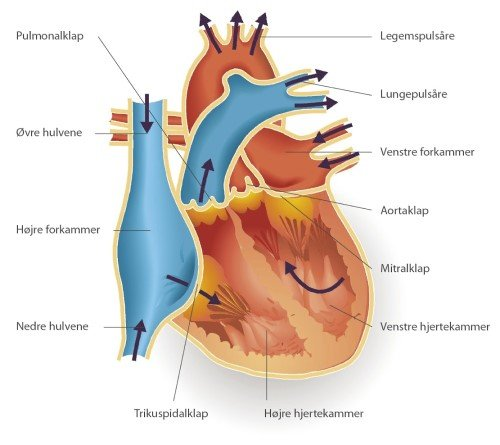 Pulmonalklap
Øvre hulvene
Højre forkammer
Nedre hulvene
Trikuspidalklap
Højre hjertekammer
Legemspulsåre
Lungepulsåre
Venstre forkammer
Aortaklap
Mitralklap
Venstre hjertekammer